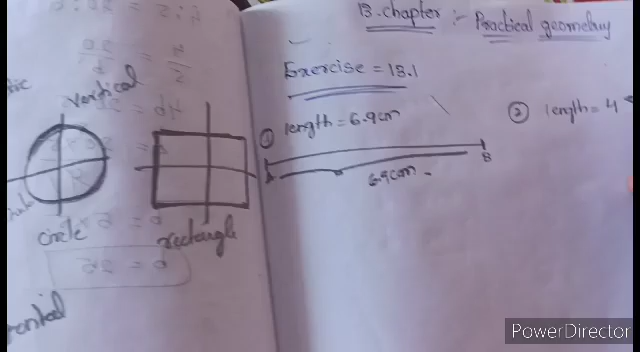 vertical
circle
rectangle
13.chapter :- Practical geometry
Exercise = 13.1
① length = 6.9cm
A B
6.9cm
② length = 4
PowerDirector